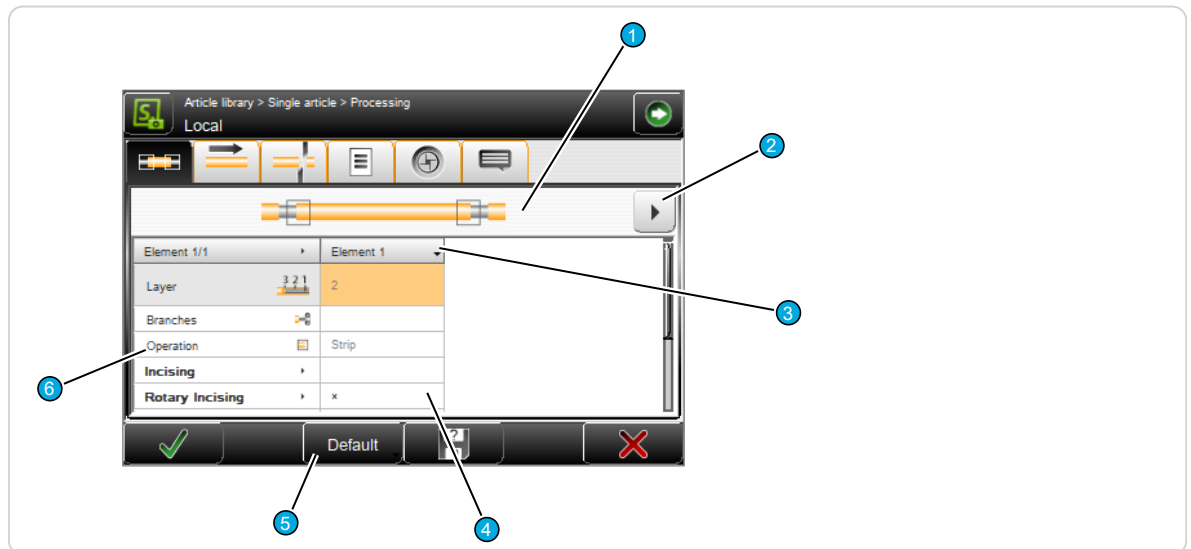 1
Article library > Single article > Processing
Local
2
Element 1/1 Element 1
3 2 1
Layer 2
3
Branches
Operation Strip
6
Incising
Rotary Incising ×
Default ?
5
4